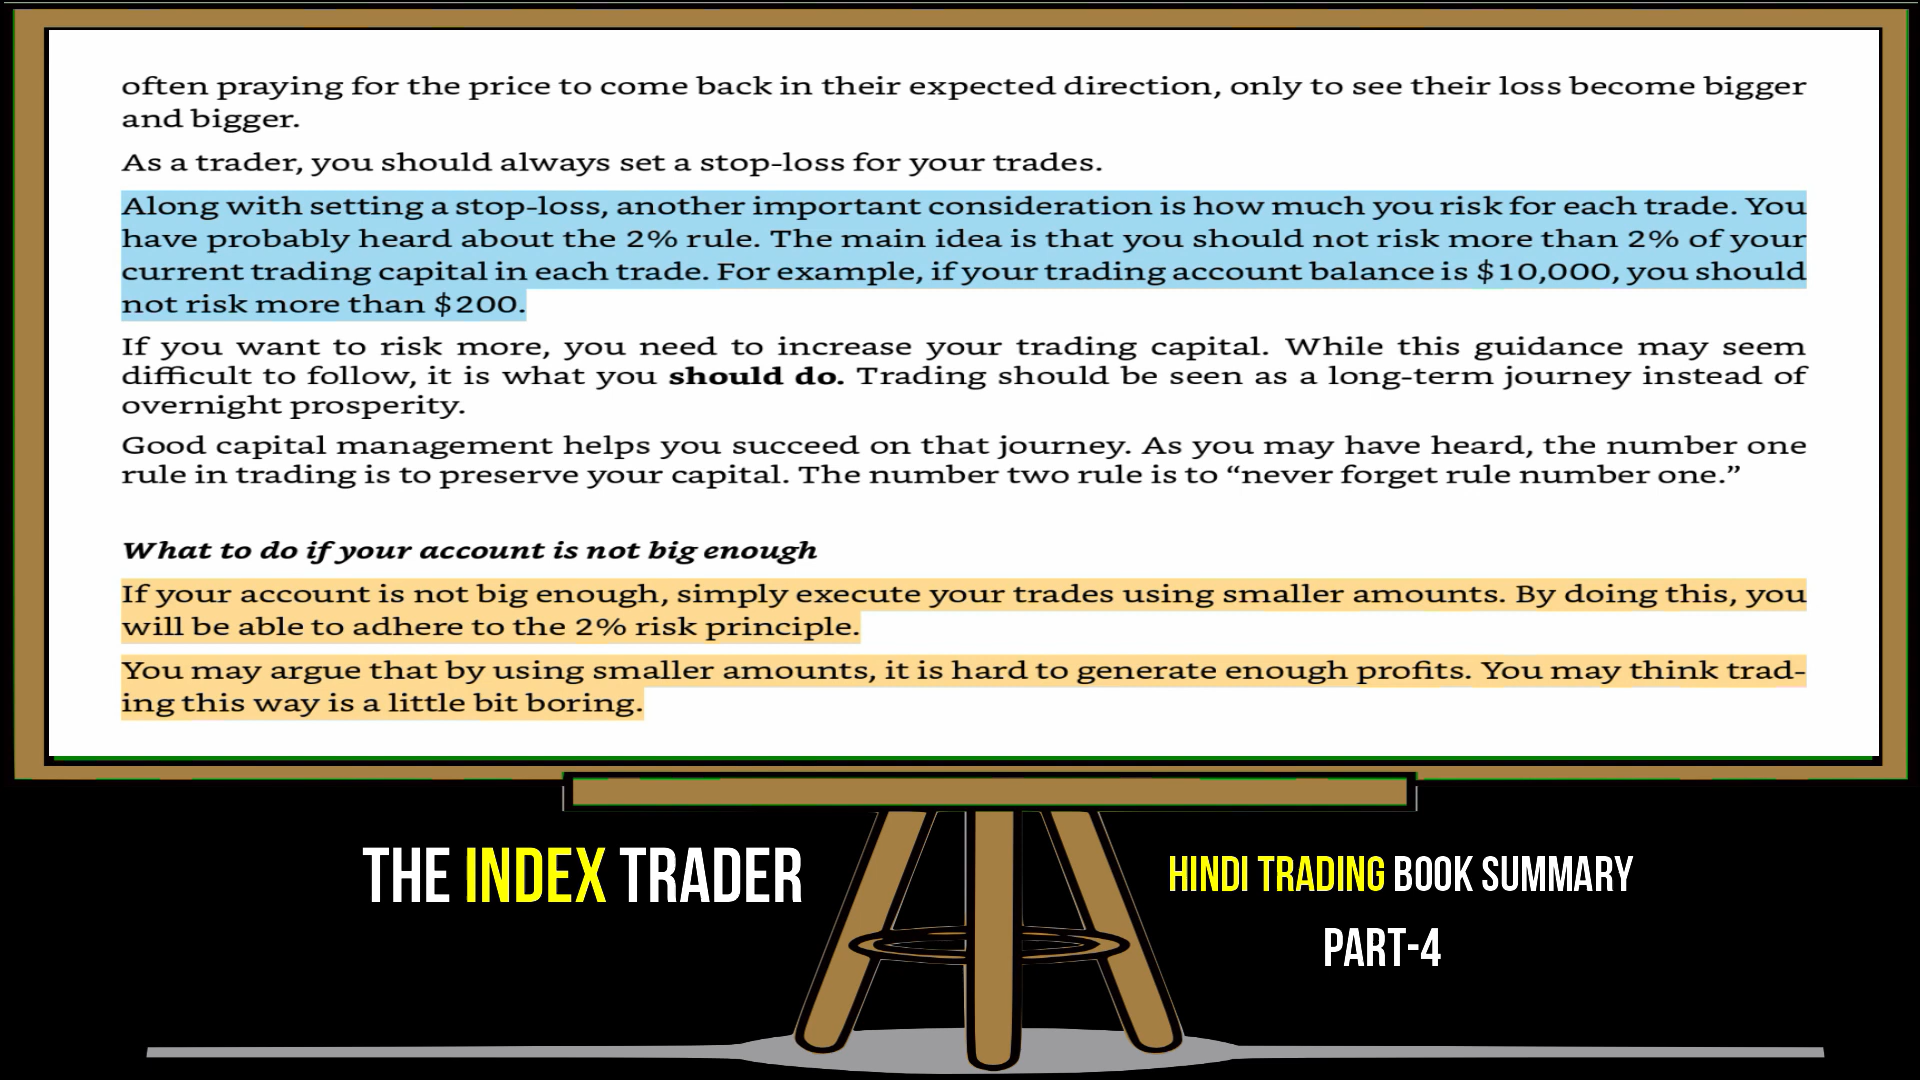 often praying for the price to come back in their expected direction, only to see their loss become bigger
and bigger.
As a trader, you should always set a stop-loss for your trades.
Along with setting a stop-loss, another important consideration is how much you risk for each trade. You
have probably heard about the 2% rule. The main idea is that you should not risk more than 2% of your
current trading capital in each trade. For example, if your trading account balance is $10,000, you should
not risk more than $200.
If you want to risk more, you need to increase your trading capital. While this guidance may seem
difficult to follow, it is what you should do. Trading should be seen as a long-term journey instead of
overnight prosperity.
Good capital management helps you succeed on that journey. As you may have heard, the number one
rule in trading is to preserve your capital. The number two rule is to “never forget rule number one.”
What to do if your account is not big enough
If your account is not big enough, simply execute your trades using smaller amounts. By doing this, you
will be able to adhere to the 2% risk principle.
You may argue that by using smaller amounts, it is hard to generate enough profits. You may think trad-
ing this way is a little bit boring.
THE INDEX TRADER
HINDI TRADING BOOK SUMMARY
PART-4